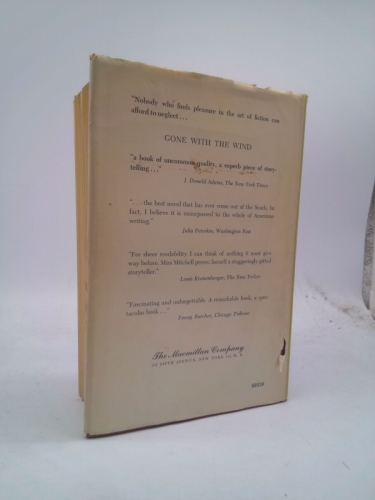 "Nobody who finds pleasure in the art of fiction can
afford to neglect...
GONE WITH THE WIND
"a book of uncommon quality, a superb piece of story-
telling..."
J. Donald Adams, The New York Times
"... the best novel that has ever come out of the South. In
fact, I believe it is unsurpassed in the whole of American
writing."
Julia Peterkin, Washington Post
"For sheer readability I can think of nothing it must give
way before. Miss Mitchell proves herself a staggeringly gifted
storyteller."
Louis Kronenberger, The New Yorker
"Fascinating and unforgettable. A remarkable book, a spec-
tacular book..."
Fanny Butcher, Chicago Tribune
The Macmillan Company
FIFTH AVENUE, NEW YORK 11, N. Y.